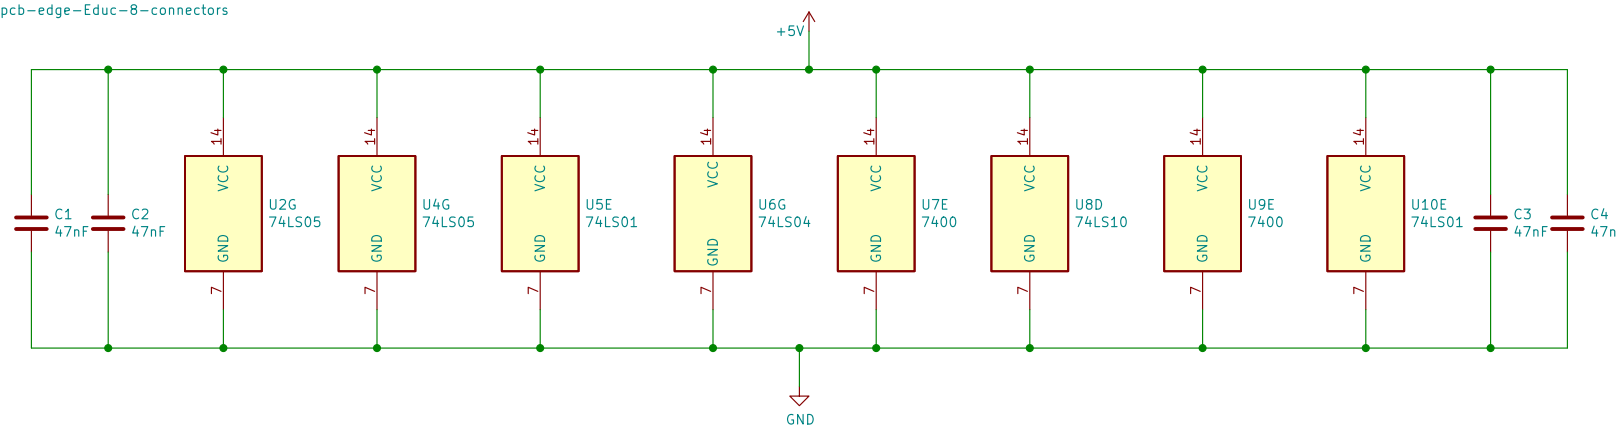 pcb-edge-Educ-8-connectors
+5V
14
14
14
14
14
14
14
14
VCC
VCC
VCC
VCC
VCC
VCC
VCC
VCC
C1
47nF
C2
47nF
U2G
74LS05
U4G
74LS05
U5E
74LS01
U6G
74LS04
U7E
7400
U8D
74LS10
U9E
7400
U10E
74LS01
C3
47nF
C4
47n
GND
GND
GND
GND
GND
GND
GND
GND
7
7
7
7
7
7
7
7
GND